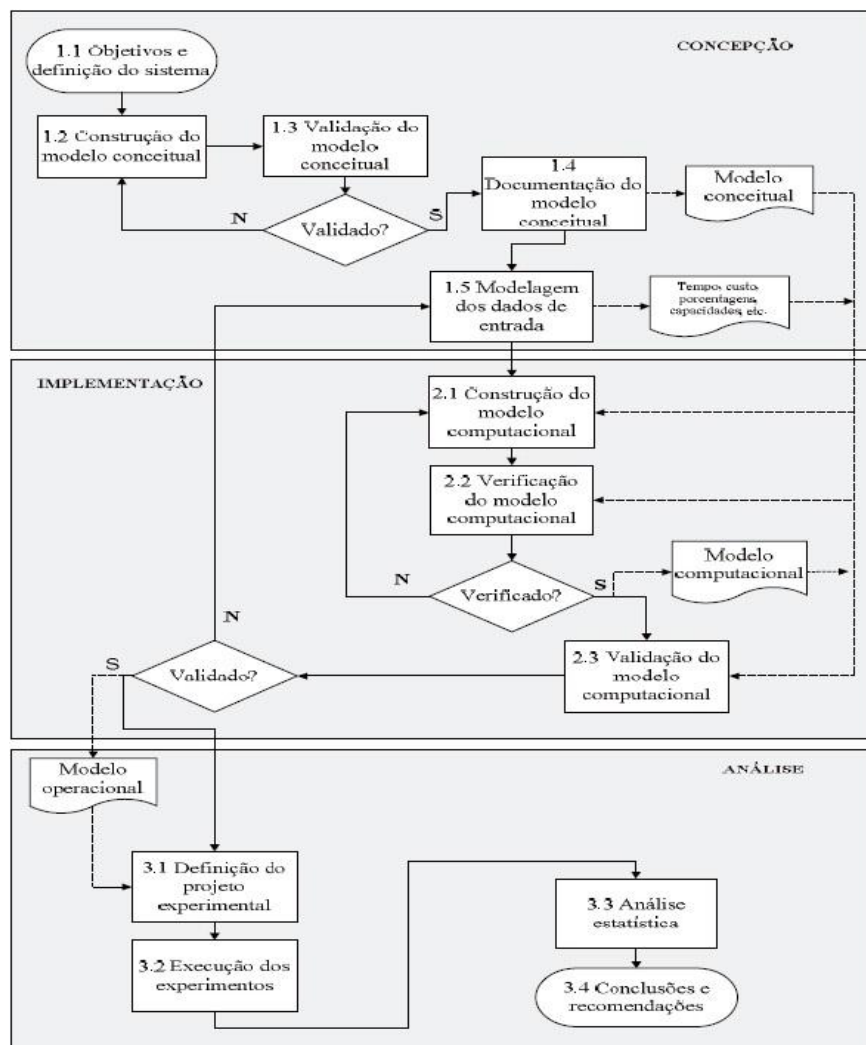 CONCEPÇÃO
1.1 Objetivos e
definição do sistema
1.2 Construção do
modelo conceitual
1.3 Validação do
modelo
conceitual
1.4
Documentação do
modelo
conceitual
Modelo
conceitual
N
Validado?
S
1.5 Modelagem
dos dados de
entrada
Tempo, custo
porcentagens,
capacidades, etc.
IMPLEMENTAÇÃO
2.1 Construção do
modelo
computacional
2.2 Verificação
do modelo
computacional
N
Verificado?
S
Modelo
computacional
2.3 Validação do
modelo
computacional
N
S
Validado?
ANÁLISE
Modelo
operacional
3.1 Definição do
projeto
experimental
3.2 Execução dos
experimentos
3.3 Análise
estatística
3.4 Conclusões e
recomendações